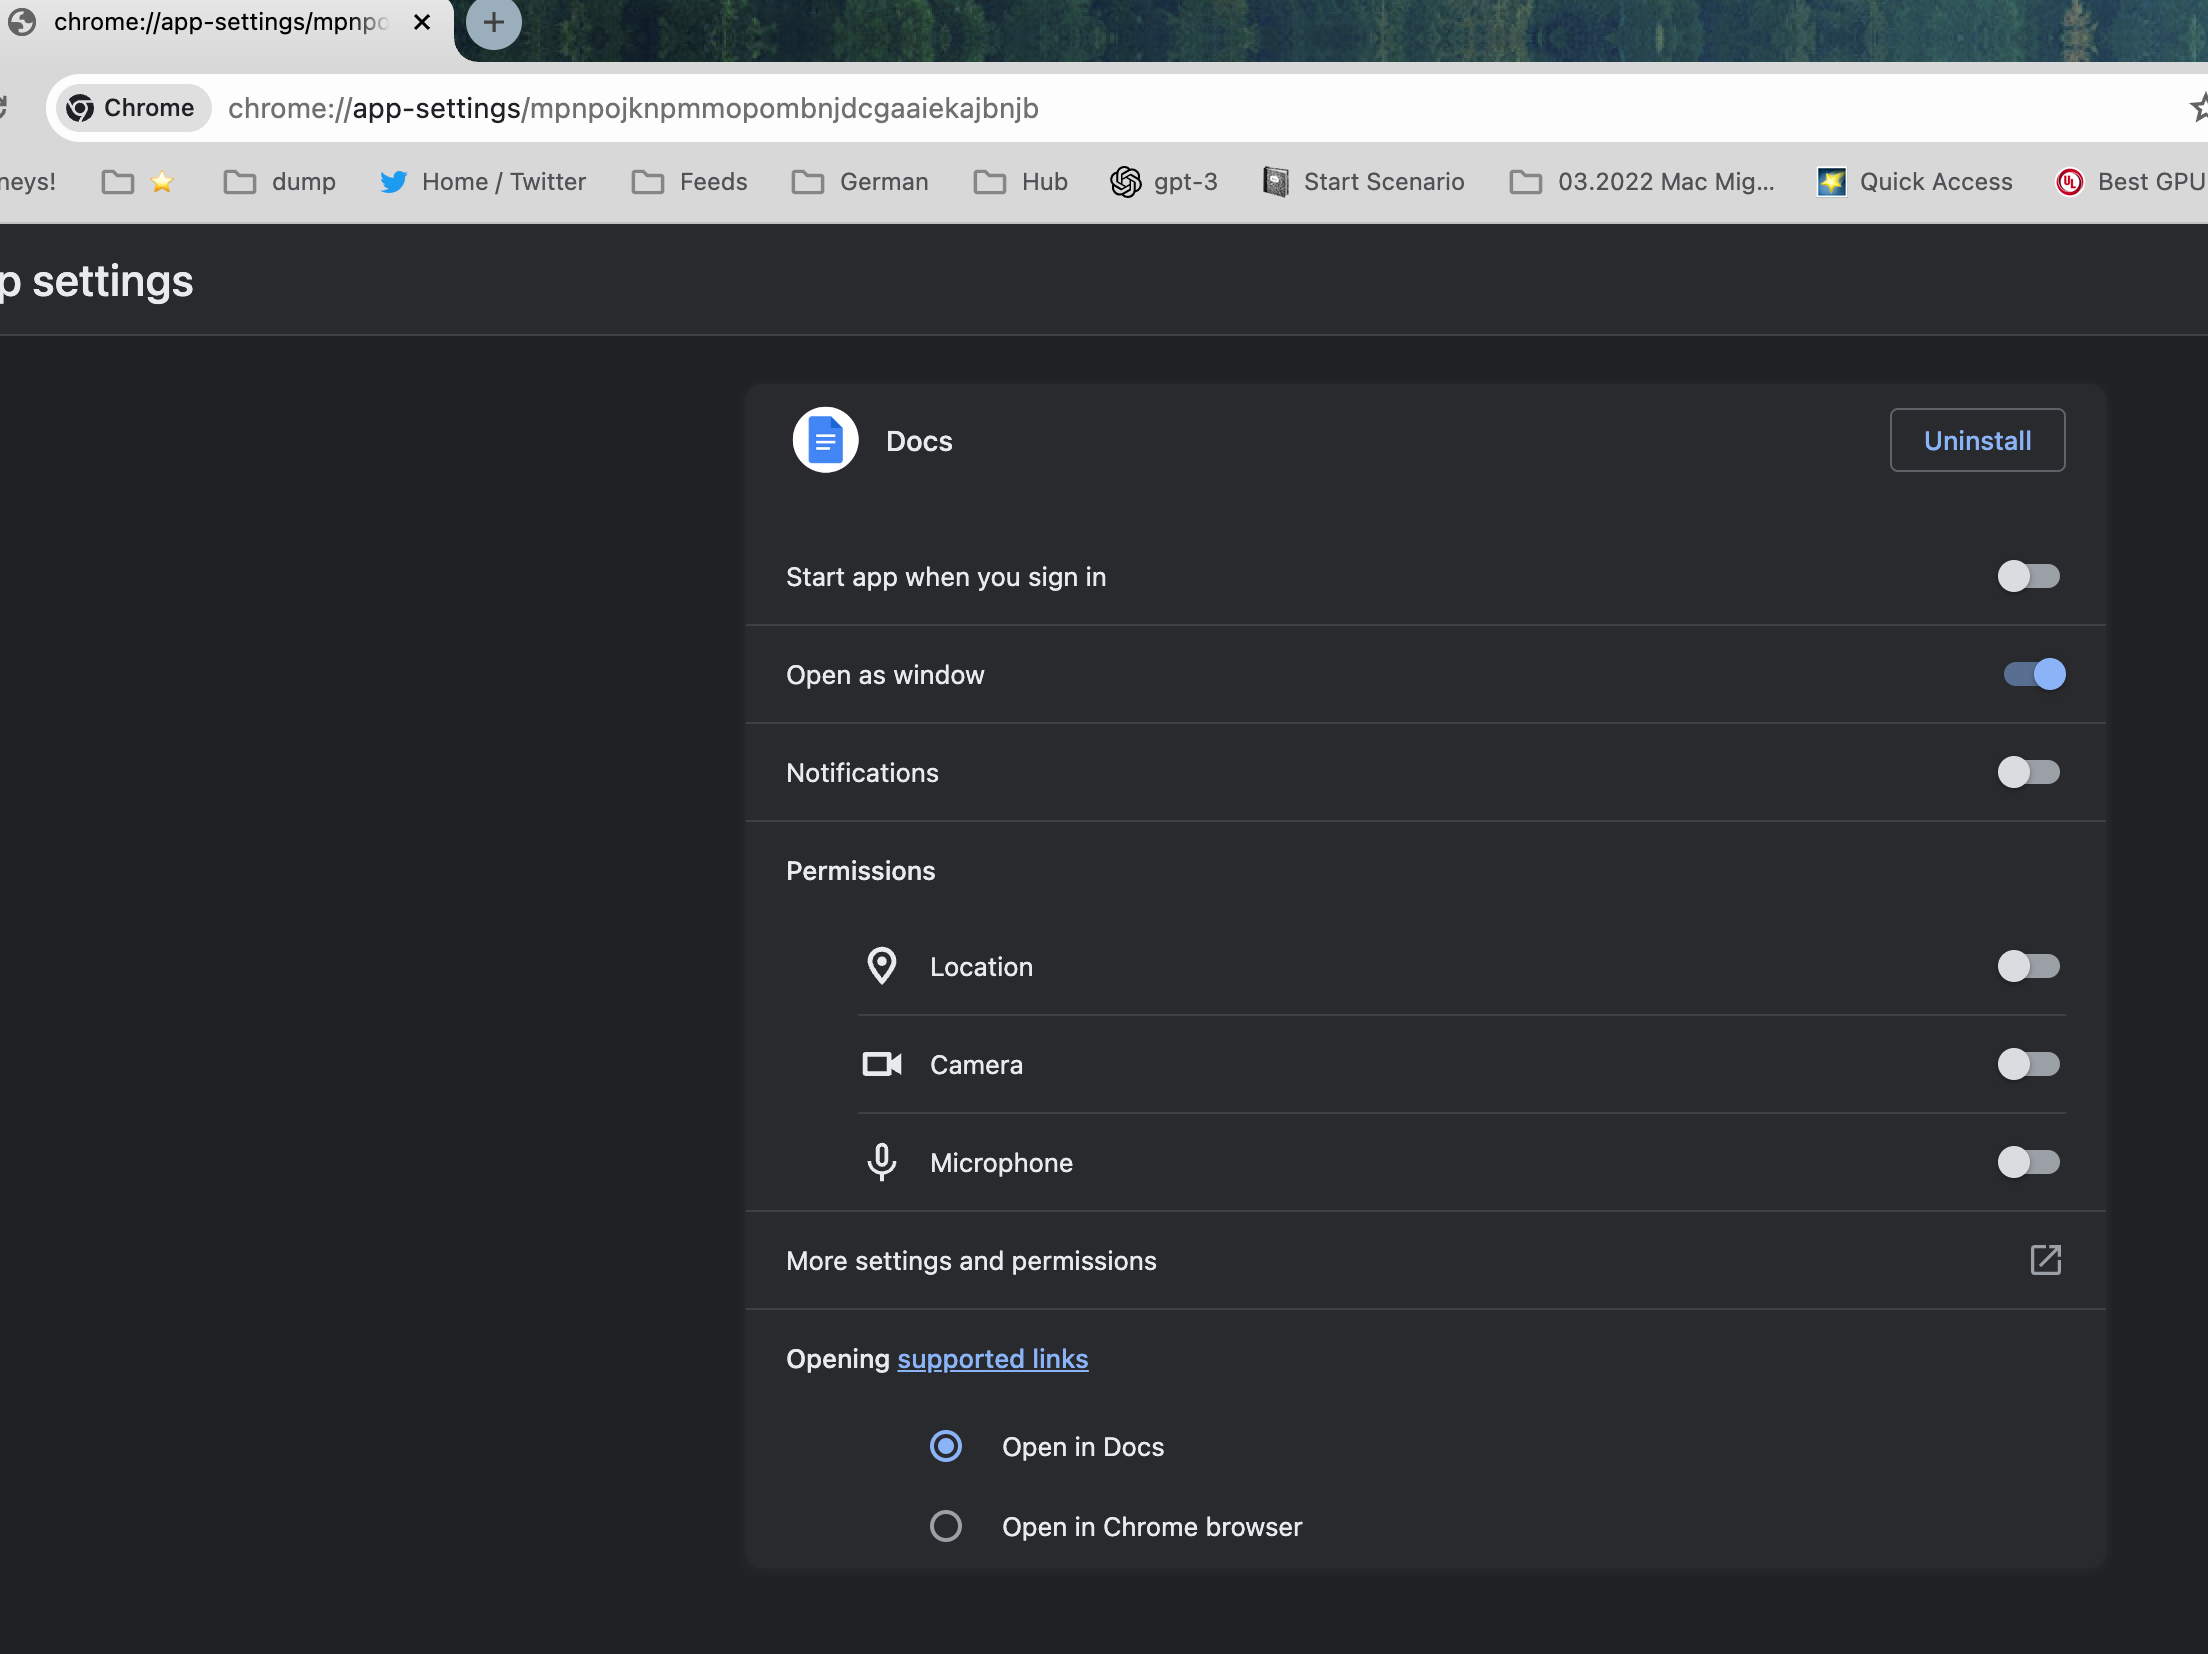 chrome://app-settings/mpnpo
Chrome chrome://app-settings/mpnpojknpmmopombnjdcgaaiekajbnjb
neys! dump Home / Twitter Feeds German Hub gpt-3 Start Scenario 03.2022 Mac Mig... Quick Access UL Best GPU
p settings
Docs Uninstall
Start app when you sign in
Open as window
Notifications
Permissions
Location
Camera
Microphone
More settings and permissions
Opening supported links
Open in Docs
Open in Chrome browser